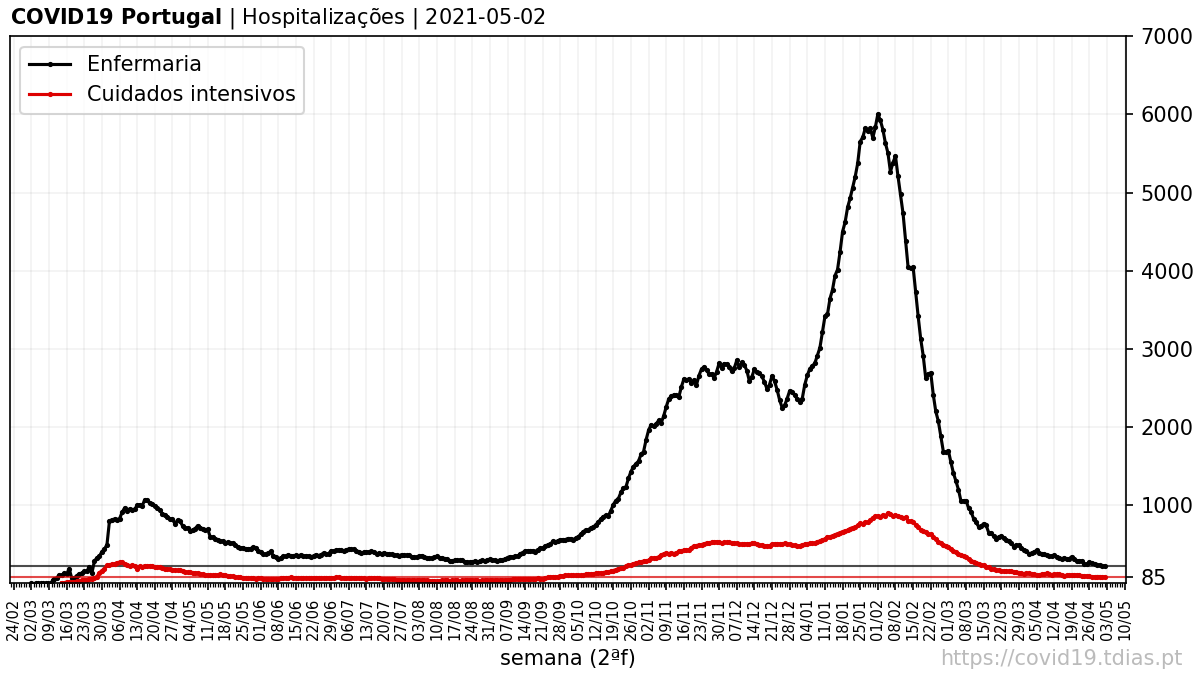 COVID19 Portugal | Hospitalizações | 2021-05-02
Enfermaria
Cuidados intensivos
7000
6000
5000
4000
3000
2000
1000
85
24/02 02/03 09/03 16/03 23/03 30/03 06/04 13/04 20/04 27/04 04/05 11/05 18/05 25/05 01/06 08/06 15/06 22/06 29/06 06/07 13/07 20/07 27/07 03/08 10/08 17/08 24/08 31/08 07/09 14/09 21/09 28/09 05/10 12/10 19/10 26/10 02/11 09/11 16/11 23/11 30/11 07/12 14/12 21/12 28/12 04/01 11/01 18/01 25/01 01/02 08/02 15/02 22/02 01/03 08/03 15/03 22/03 29/03 05/04 12/04 19/04 26/04 03/05 10/05
semana (2ªf)
https://covid19.tdias.pt